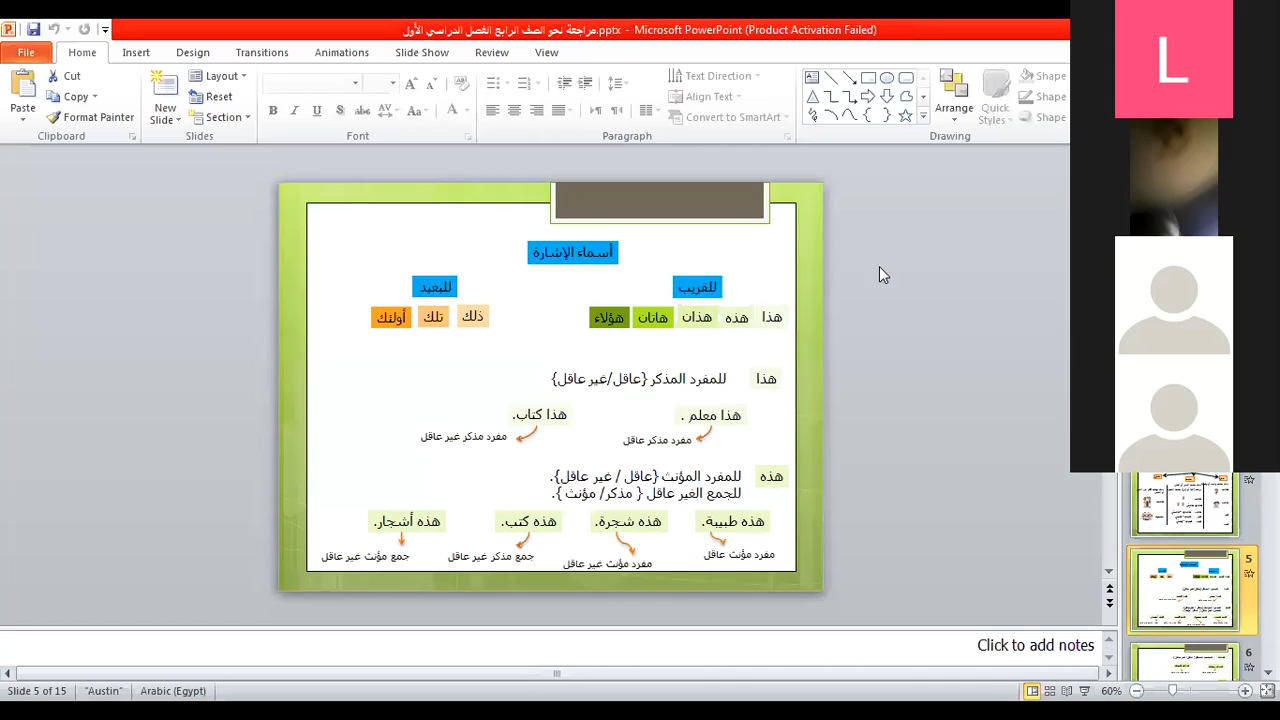 مراجعة نحو الصف الرابع الفصل الدراسي الأول.pptx - Microsoft PowerPoint (Product Activation Failed)
File Home Insert Design Transitions Animations Slide Show Review View
Cut
Copy
Format Painter
Paste
Clipboard
New Slide
Layout
Reset
Section
Slides
Font
Text Direction
Align Text
Convert to SmartArt
Paragraph
Arrange
Quick Styles
Shape
Shape
Shape
Drawing
L
أسماء الإشارة
للقريب للبعيد
هذا هذه هذان هاتان هؤلاء ذلك تلك أولئك
هذا للمفرد المذكر {عاقل/غير عاقل}
هذا معلم . هذا كتاب.
مفرد مذكر عاقل مفرد مذكر غير عاقل
هذه للمفرد المؤنث {عاقل / غير عاقل}.
للجمع الغير عاقل { مذكر/ مؤنث }.
هذه طبيبة. هذه شجرة. هذه كتب. هذه أشجار.
مفرد مؤنث عاقل مفرد مؤنث غير عاقل جمع مذكر غير عاقل جمع مؤنث غير عاقل
5
6
Click to add notes
Slide 5 of 15 "Austin" Arabic (Egypt) 60%